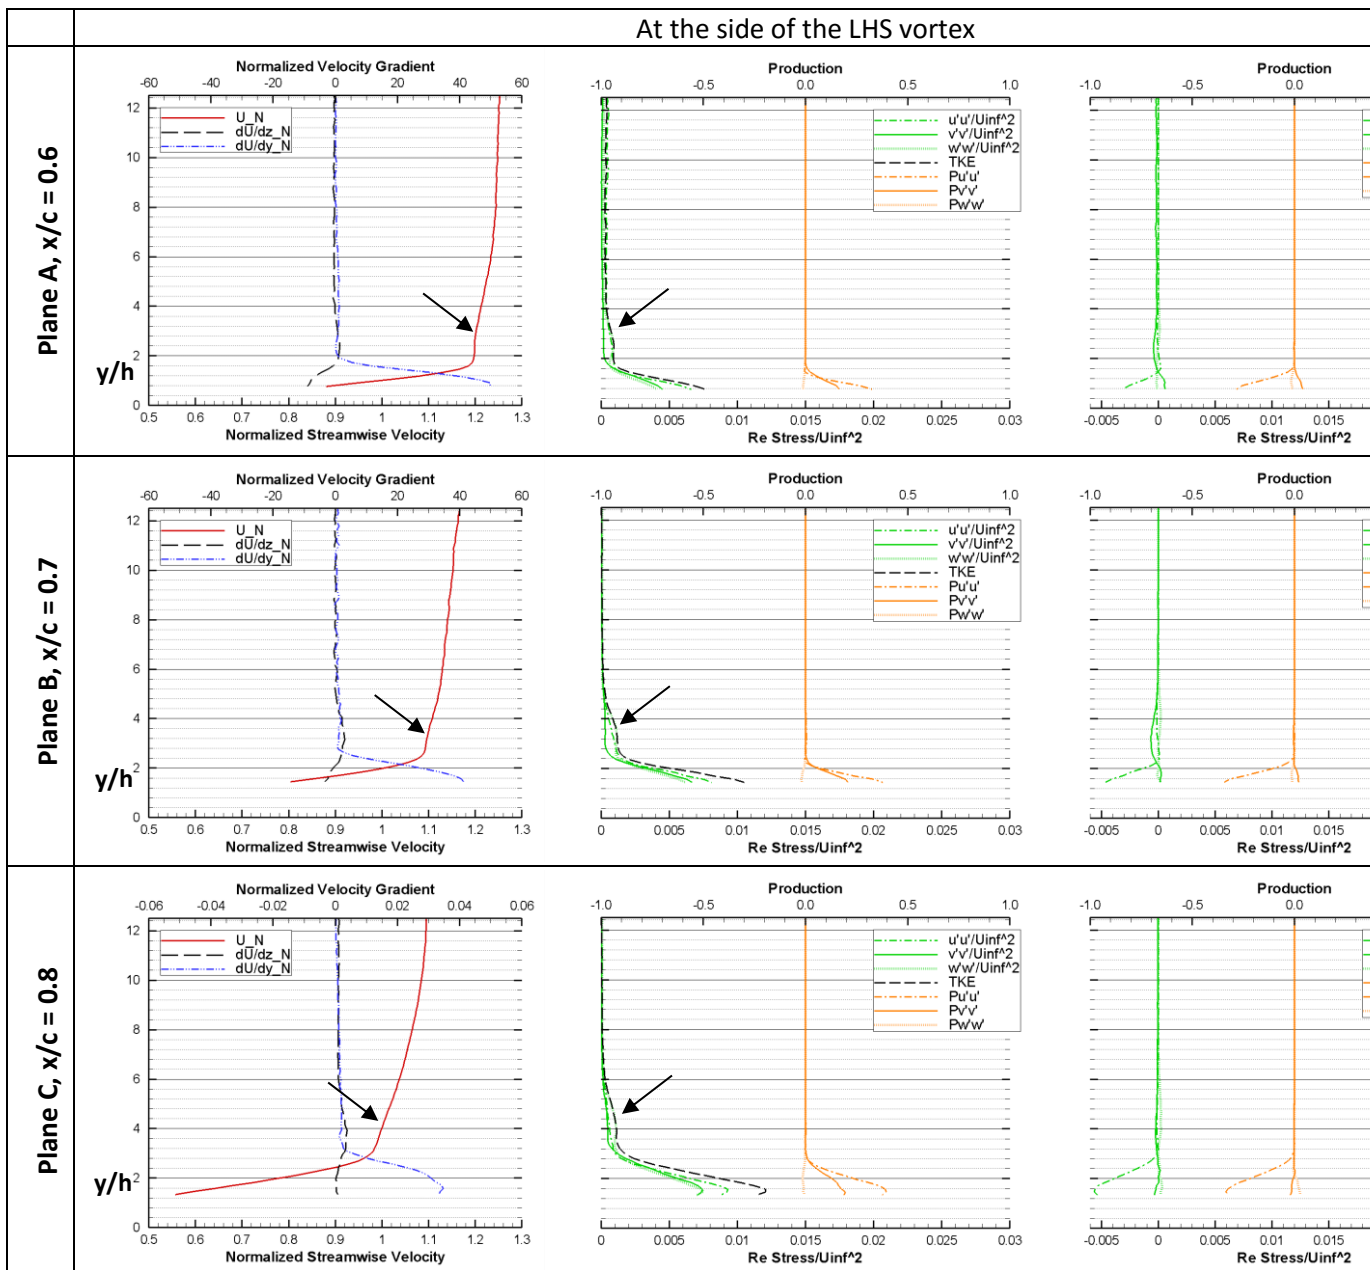 At the side of the LHS vortex
Plane A, x/c = 0.6
Normalized Velocity Gradient
-60 -40 -20 0 20 40 60
U_N
dU/dz_N
dU/dy_N
12
10
8
6
4
2
0
y/h
0.5 0.6 0.7 0.8 0.9 1 1.1 1.2 1.3
Normalized Streamwise Velocity
Production
-1.0 -0.5 0.0 0.5 1.0
u'u'/Uinf^2
v'v'/Uinf^2
w'w'/Uinf^2
TKE
Pu'u'
Pv'v'
Pw'w'
0 0.005 0.01 0.015 0.02 0.025 0.03
Re Stress/Uinf^2
Production
-1.0 -0.5 0.0
-0.005 0 0.005 0.01 0.015
Re Stress/Uinf^2
Plane B, x/c = 0.7
Normalized Velocity Gradient
-60 -40 -20 0 20 40 60
U_N
dU/dz_N
dU/dy_N
12
10
8
6
4
2
0
y/h
0.5 0.6 0.7 0.8 0.9 1 1.1 1.2 1.3
Normalized Streamwise Velocity
Production
-1.0 -0.5 0.0 0.5 1.0
u'u'/Uinf^2
v'v'/Uinf^2
w'w'/Uinf^2
TKE
Pu'u'
Pv'v'
Pw'w'
0 0.005 0.01 0.015 0.02 0.025 0.03
Re Stress/Uinf^2
Production
-1.0 -0.5 0.0
-0.005 0 0.005 0.01 0.015
Re Stress/Uinf^2
Plane C, x/c = 0.8
Normalized Velocity Gradient
-0.06 -0.04 -0.02 0 0.02 0.04 0.06
U_N
dU/dz_N
dU/dy_N
12
10
8
6
4
2
0
y/h
0.5 0.6 0.7 0.8 0.9 1 1.1 1.2 1.3
Normalized Streamwise Velocity
Production
-1.0 -0.5 0.0 0.5 1.0
u'u'/Uinf^2
v'v'/Uinf^2
w'w'/Uinf^2
TKE
Pu'u'
Pv'v'
Pw'w'
0 0.005 0.01 0.015 0.02 0.025 0.03
Re Stress/Uinf^2
Production
-1.0 -0.5 0.0
-0.005 0 0.005 0.01 0.015
Re Stress/Uinf^2